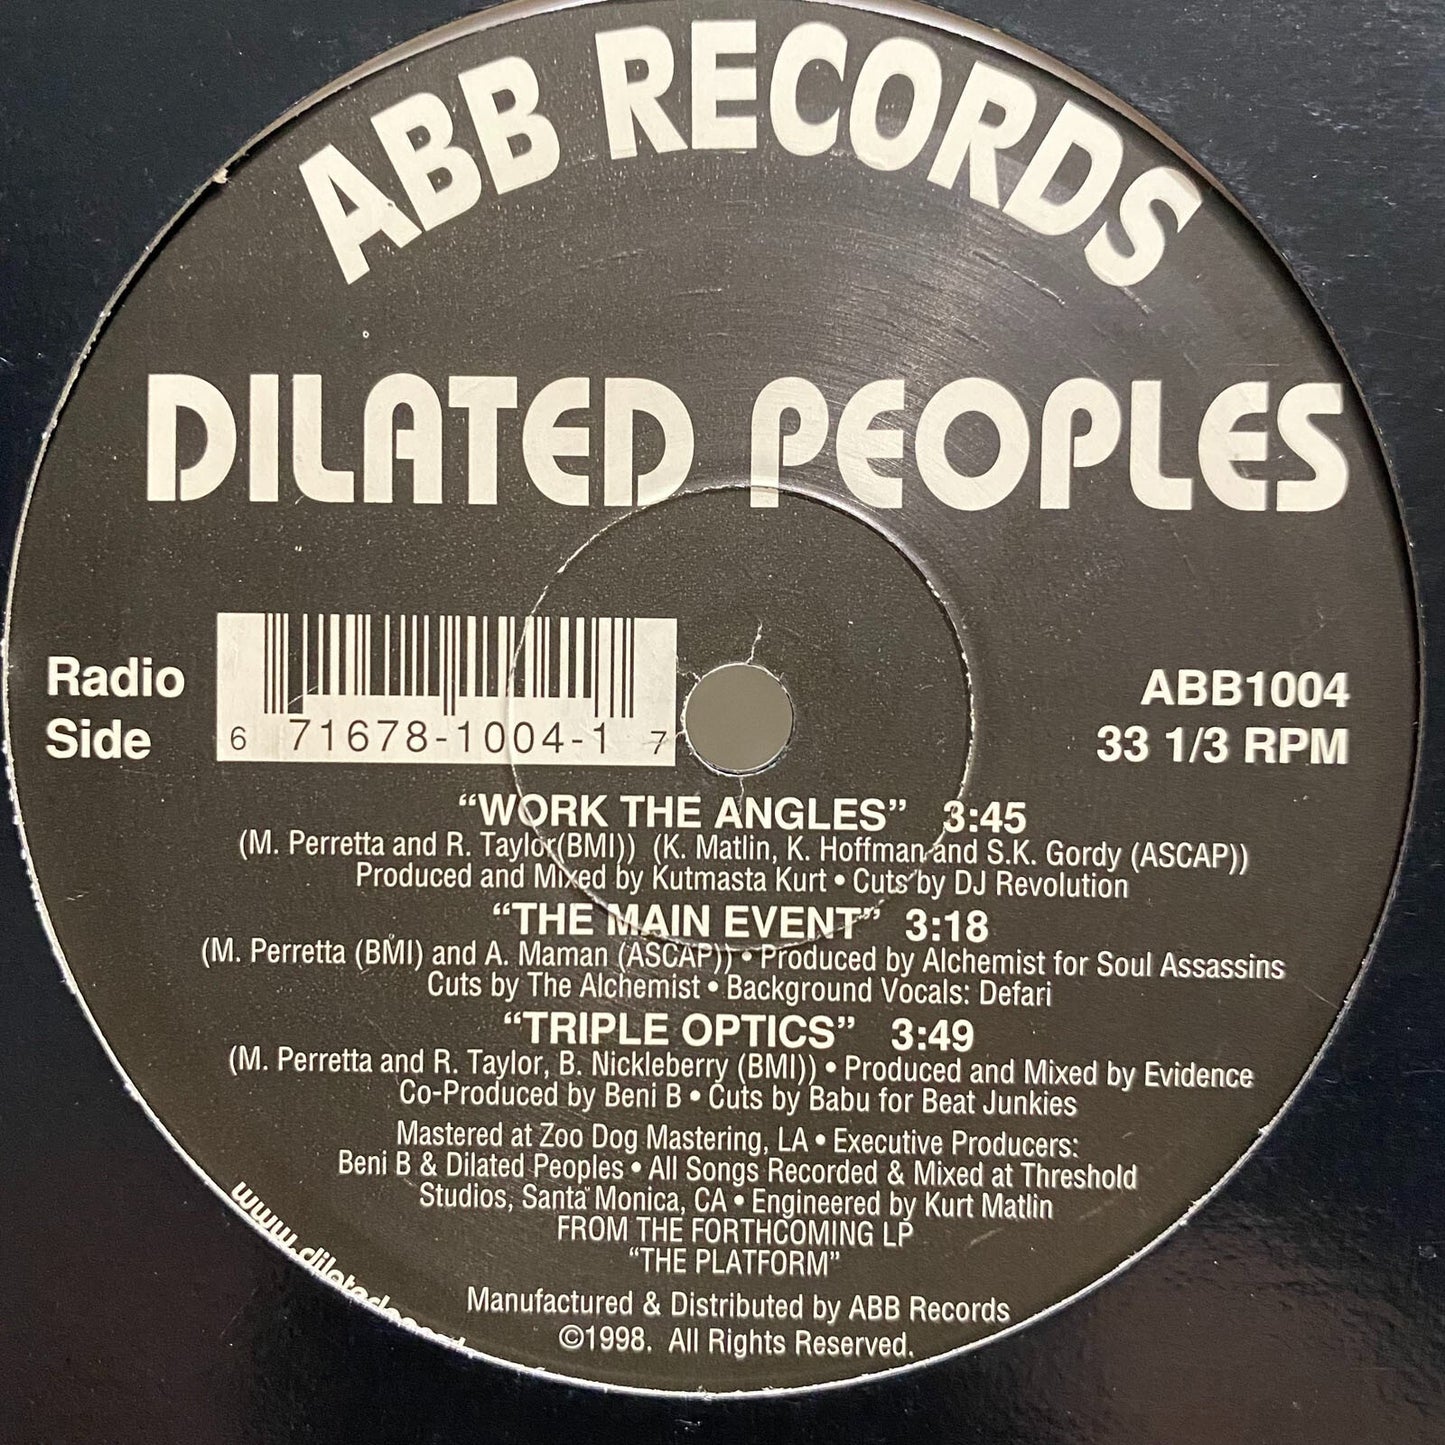 ABB RECORDS
DILATED PEOPLES
Radio
Side
6 71678-1004-1 7
ABB1004
33 1/3 RPM
“WORK THE ANGLES” 3:45
(M. Perretta and R. Taylor(BMI)) (K. Matlin, K. Hoffman and S.K. Gordy (ASCAP))
Produced and Mixed by Kutmasta Kurt • Cuts by DJ Revolution
“THE MAIN EVENT” 3:18
(M. Perretta (BMI) and A. Maman (ASCAP)) • Produced by Alchemist for Soul Assassins
Cuts by The Alchemist • Background Vocals: Defari
“TRIPLE OPTICS” 3:49
(M. Perretta and R. Taylor, B. Nickleberry (BMI)) • Produced and Mixed by Evidence
Co-Produced by Beni B • Cuts by Babu for Beat Junkies
Mastered at Zoo Dog Mastering, LA • Executive Producers:
Beni B & Dilated Peoples • All Songs Recorded & Mixed at Threshold
Studios, Santa Monica, CA • Engineered by Kurt Matlin
FROM THE FORTHCOMING LP
“THE PLATFORM”
Manufactured & Distributed by ABB Records
©1998. All Rights Reserved.